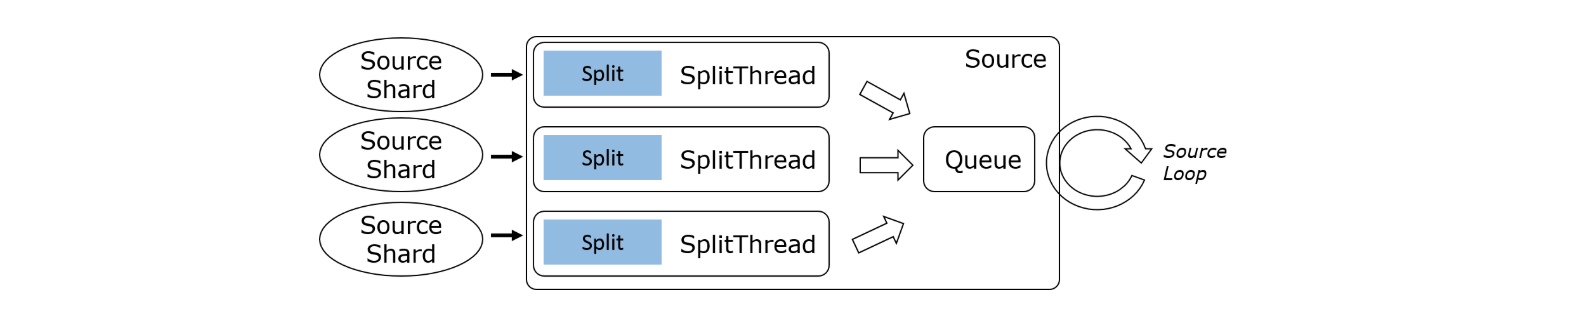 Source
Shard
Split
SplitThread
Source
Shard
Split
SplitThread
Source
Shard
Split
SplitThread
Source
Queue
Source
Loop